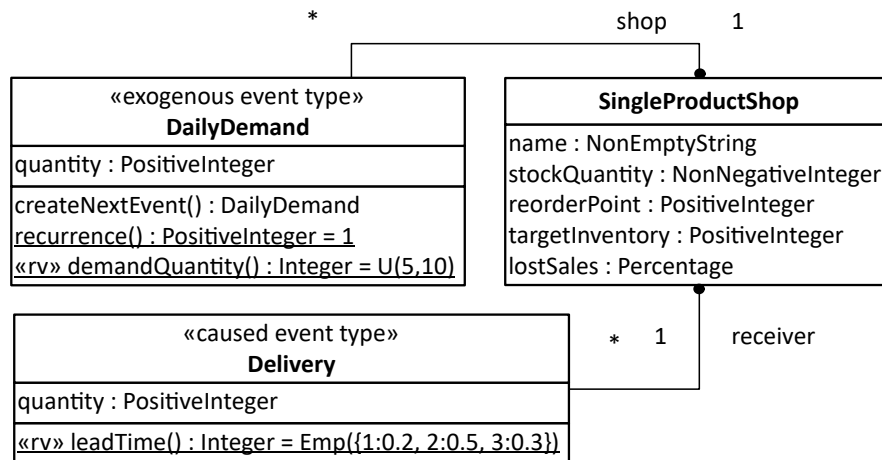 * shop 1
«exogenous event type»
DailyDemand
quantity : PositiveInteger
createNextEvent() : DailyDemand
recurrence() : PositiveInteger = 1
«rv» demandQuantity() : Integer = U(5,10)
SingleProductShop
name : NonEmptyString
stockQuantity : NonNegativeInteger
reorderPoint : PositiveInteger
targetInventory : PositiveInteger
lostSales : Percentage
«caused event type»
Delivery
quantity : PositiveInteger
«rv» leadTime() : Integer = Emp({1:0.2, 2:0.5, 3:0.3})
* 1 receiver